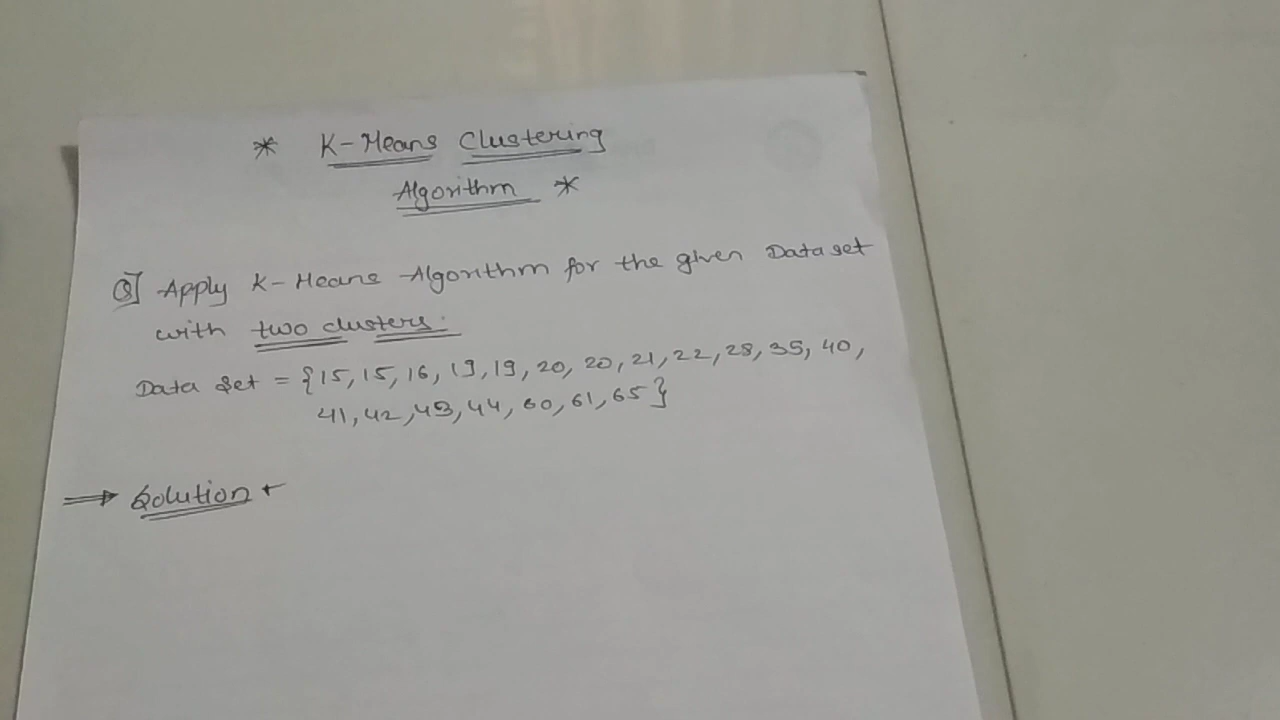 * K-Means Clustering
Algorithm *
Q] Apply K-Means Algorithm for the given Data set
with two clusters.
Data Set = {15, 15, 16, 19, 19, 20, 20, 21, 22, 28, 35, 40,
41, 42, 43, 44, 60, 61, 65}
⇒ Solution